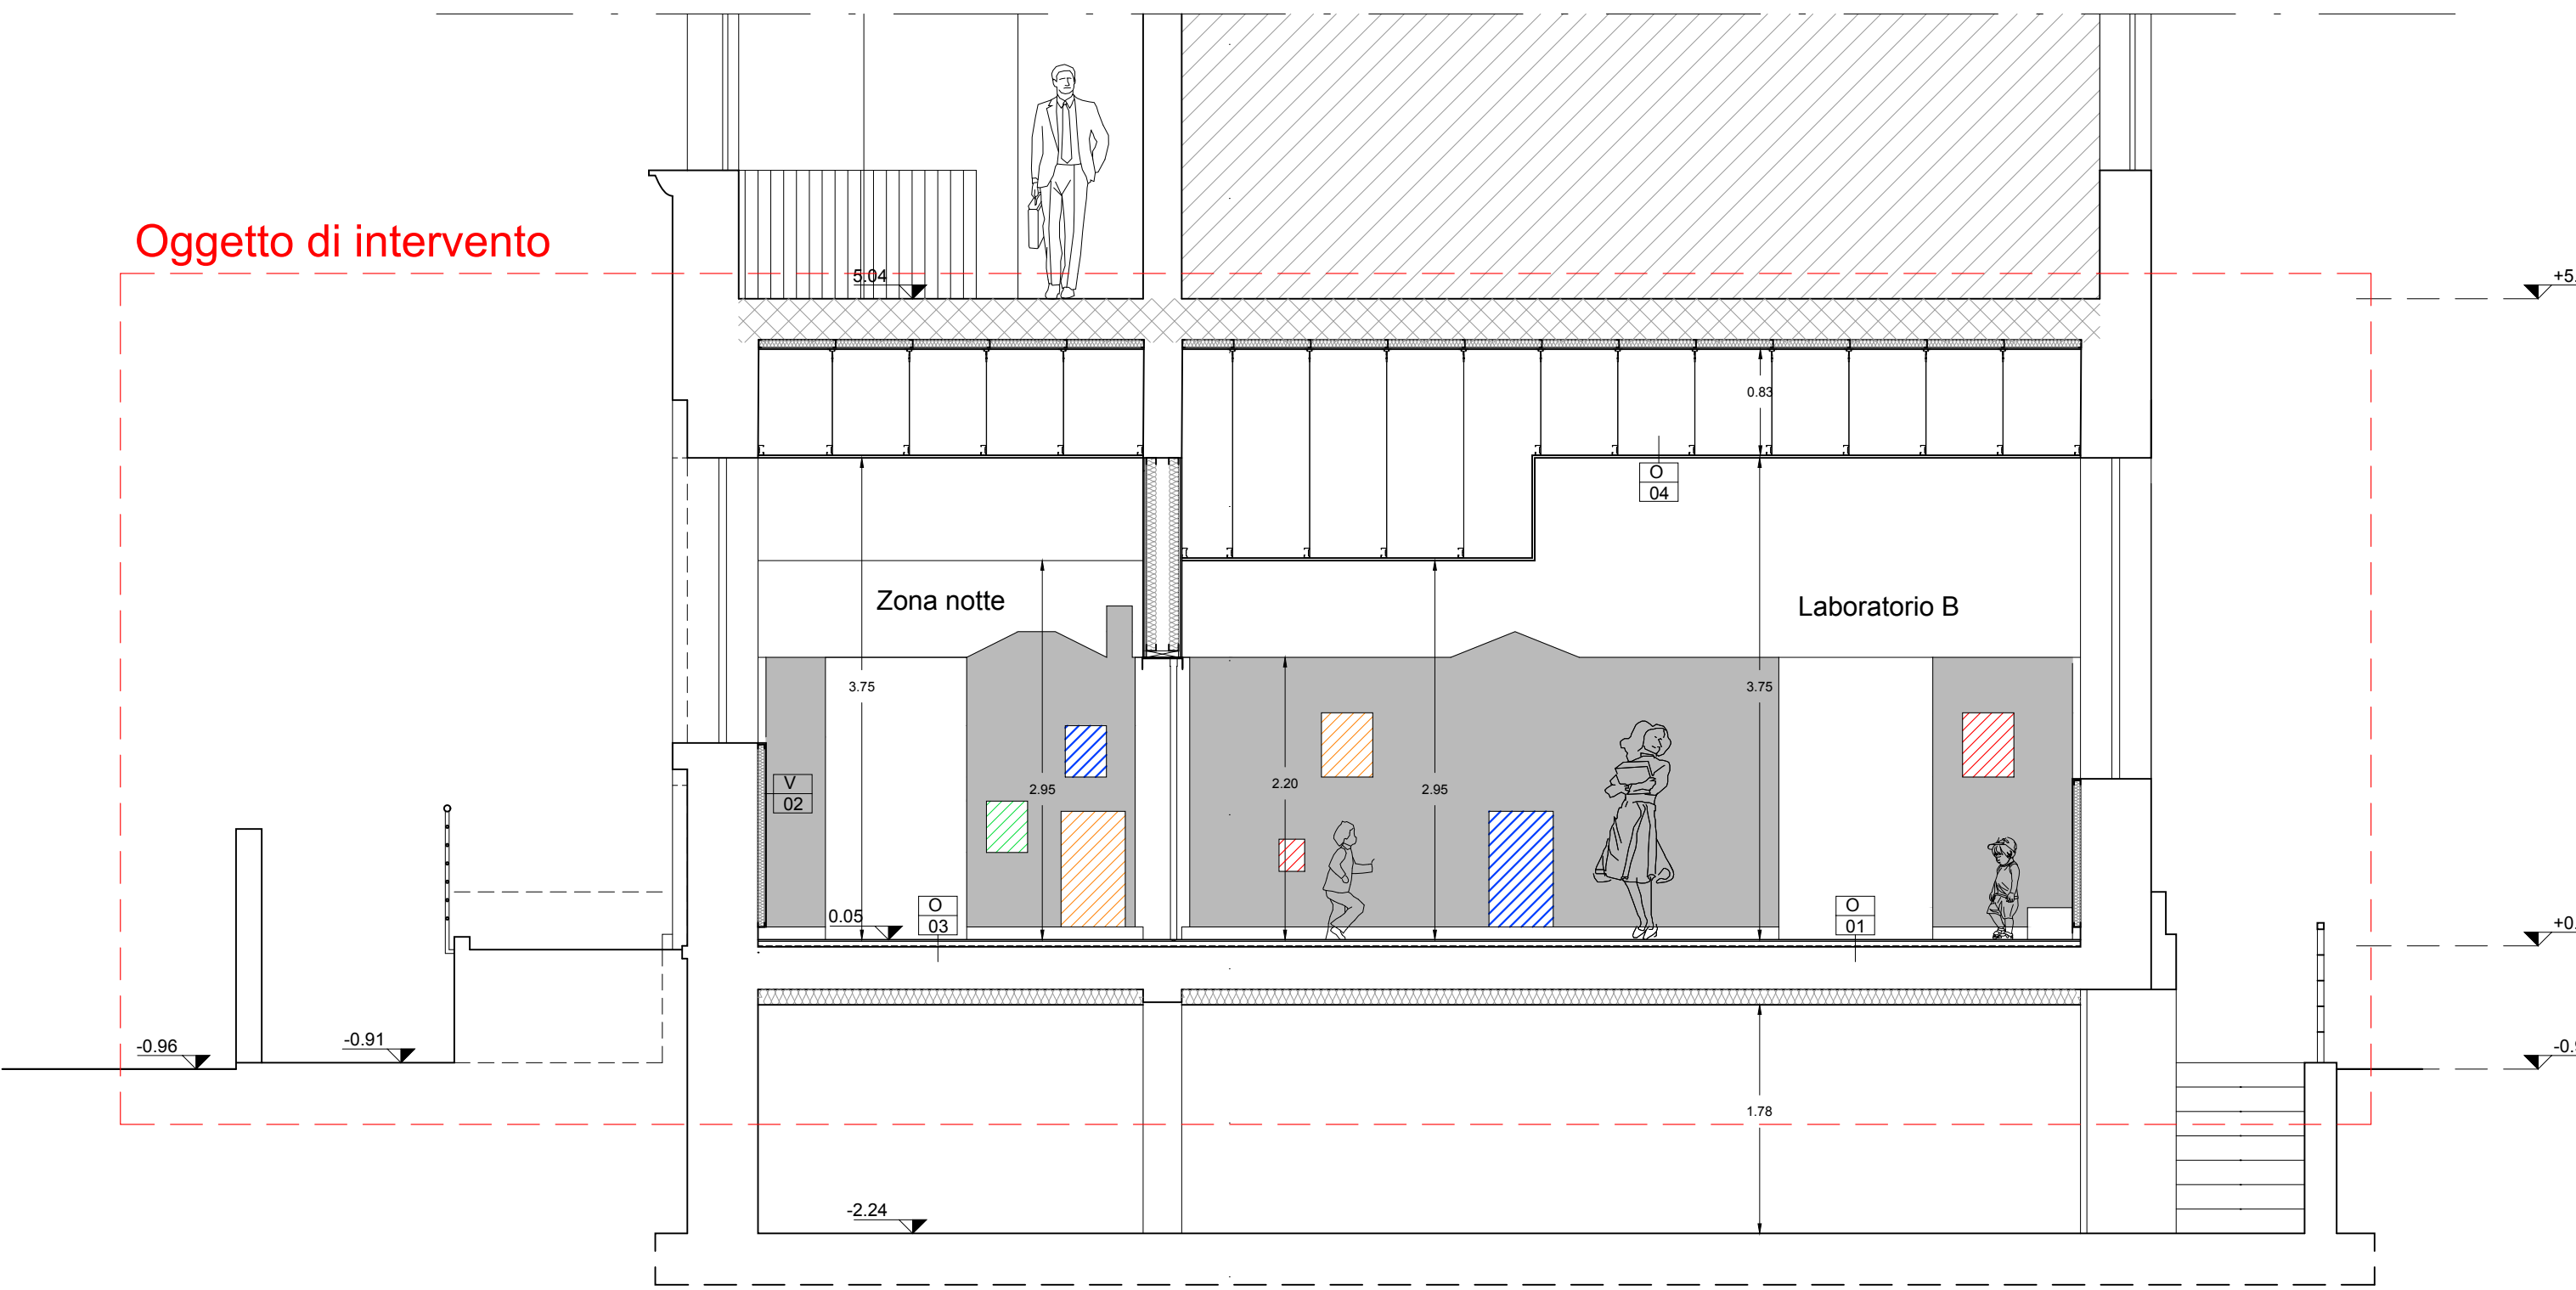 Oggetto di intervento
5.04
+5.
0.83
O
04
Zona notte
Laboratorio B
3.75
3.75
V
02
2.95
2.20
2.95
0.05
O
03
O
01
+0.
-0.96
-0.91
-0.9
1.78
-2.24